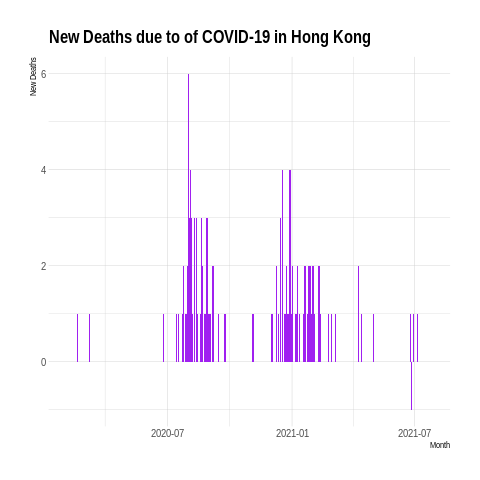 New Deaths due to of COVID-19 in Hong Kong
New Deaths
6
4
2
0
2020-07
2021-01
2021-07
Month